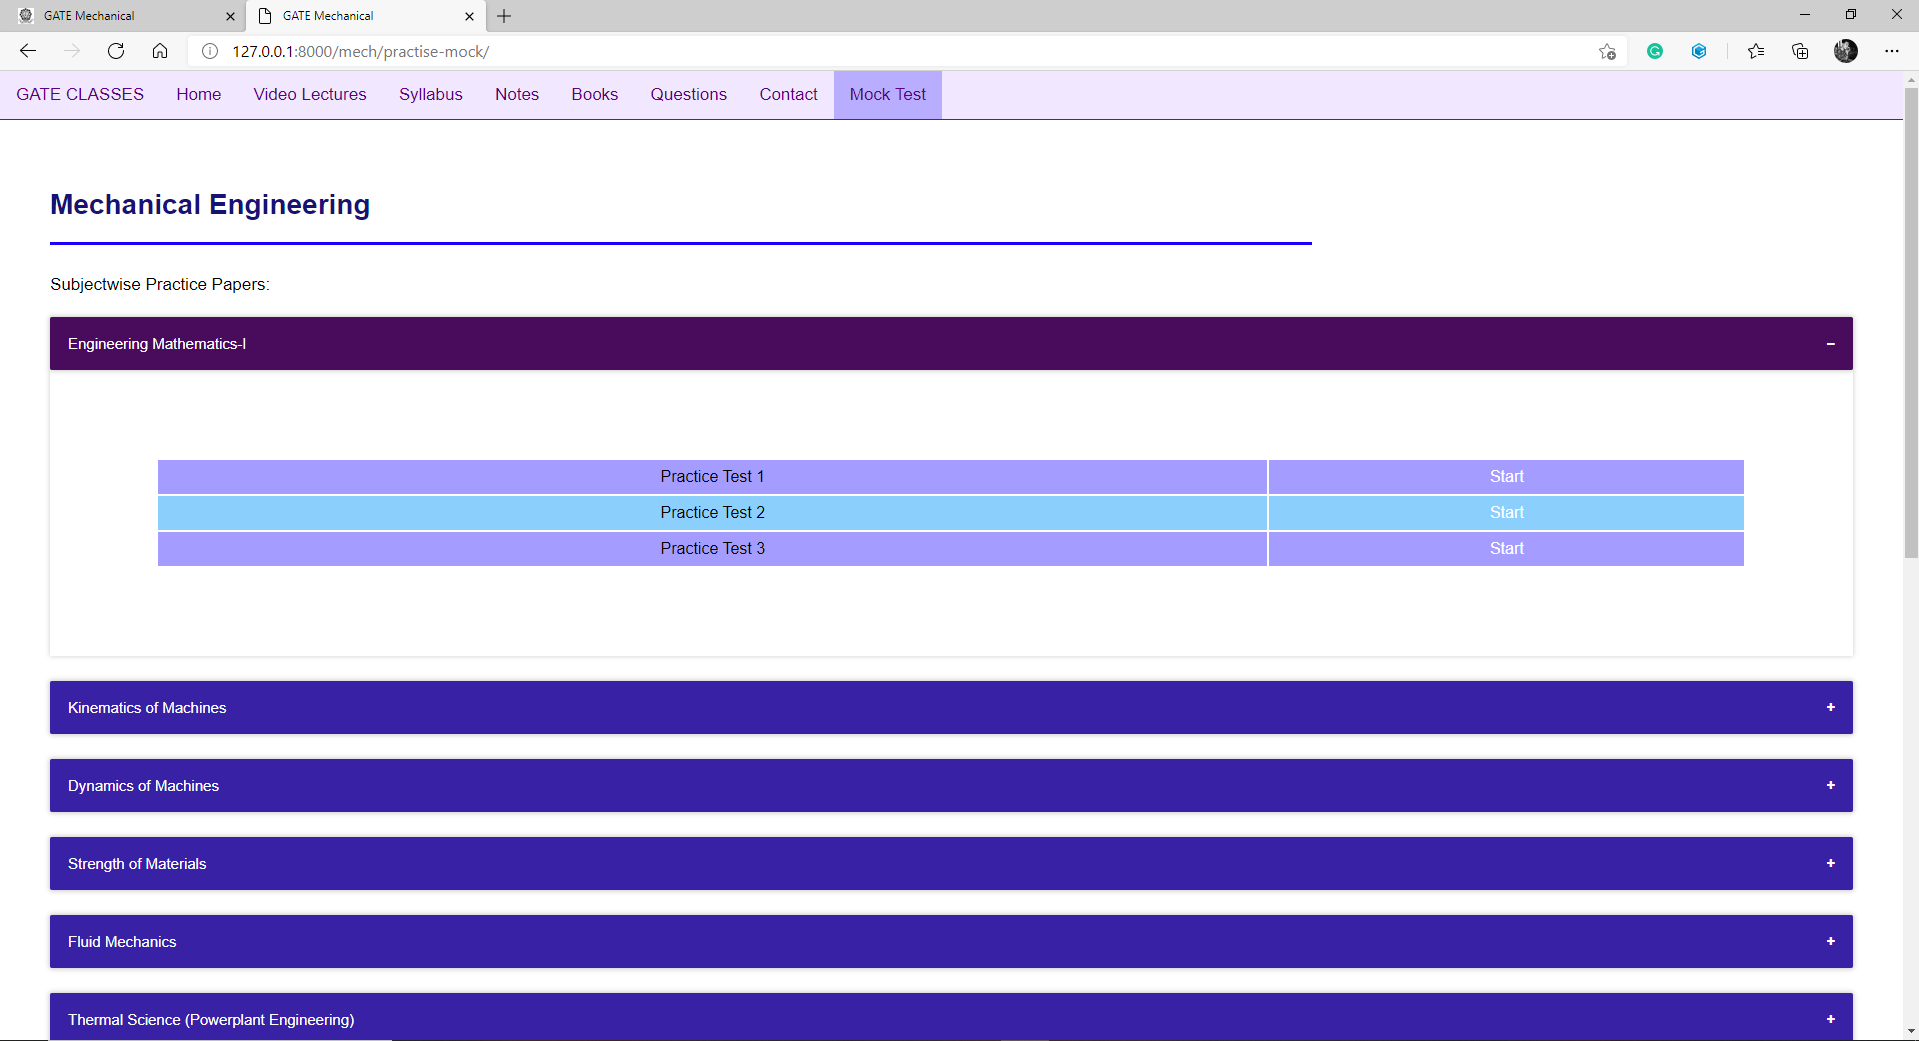 GATE Mechanical
GATE Mechanical
127.0.0.1:8000/mech/practise-mock/
GATE CLASSES Home Video Lectures Syllabus Notes Books Questions Contact Mock Test
Mechanical Engineering
Subjectwise Practice Papers:
Engineering Mathematics-I −
Practice Test 1 Start
Practice Test 2 Start
Practice Test 3 Start
Kinematics of Machines +
Dynamics of Machines +
Strength of Materials +
Fluid Mechanics +
Thermal Science (Powerplant Engineering) +